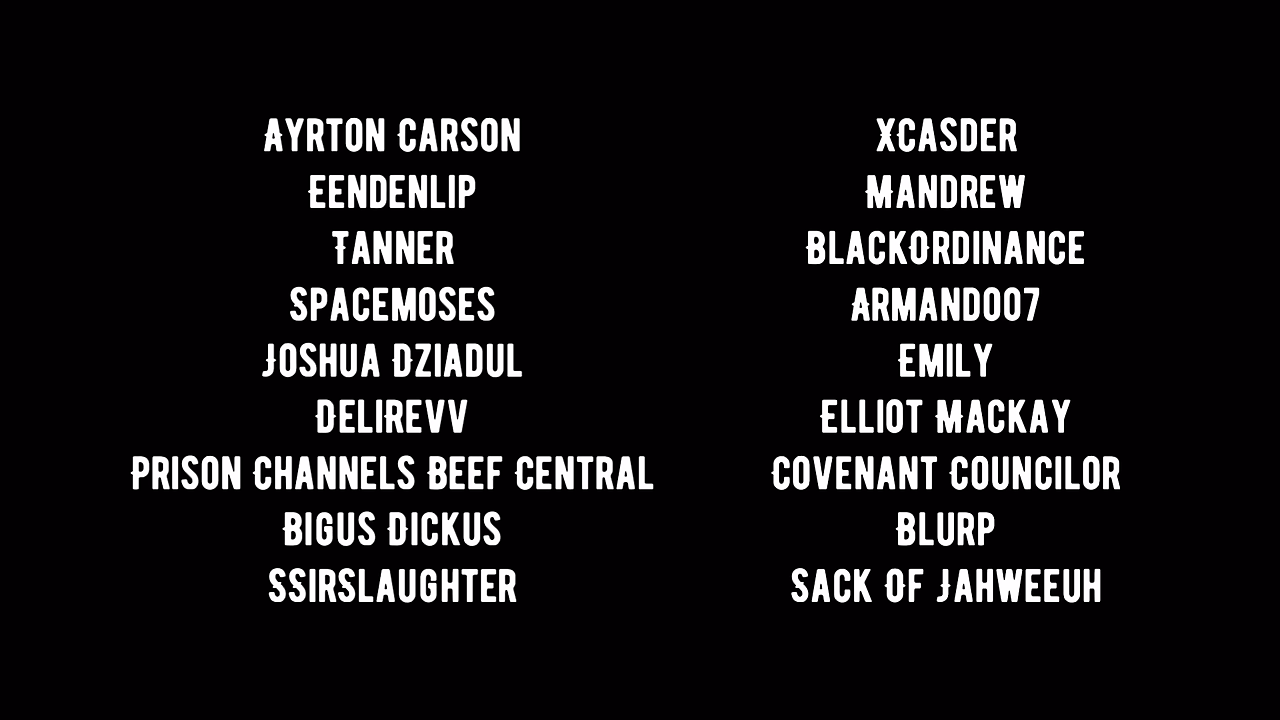 Ayrton Carson
Eendenlip
Tanner
Spacemoses
Joshua Dziadul
DeliRevv
Prison Channels Beef Central
Bigus Dickus
SSirSlaughter
XCasder
Mandrew
BlackOrdinance
Armando07
Emily
Elliot Mackay
Covenant Councilor
Blurp
Sack Of Jahweeuh